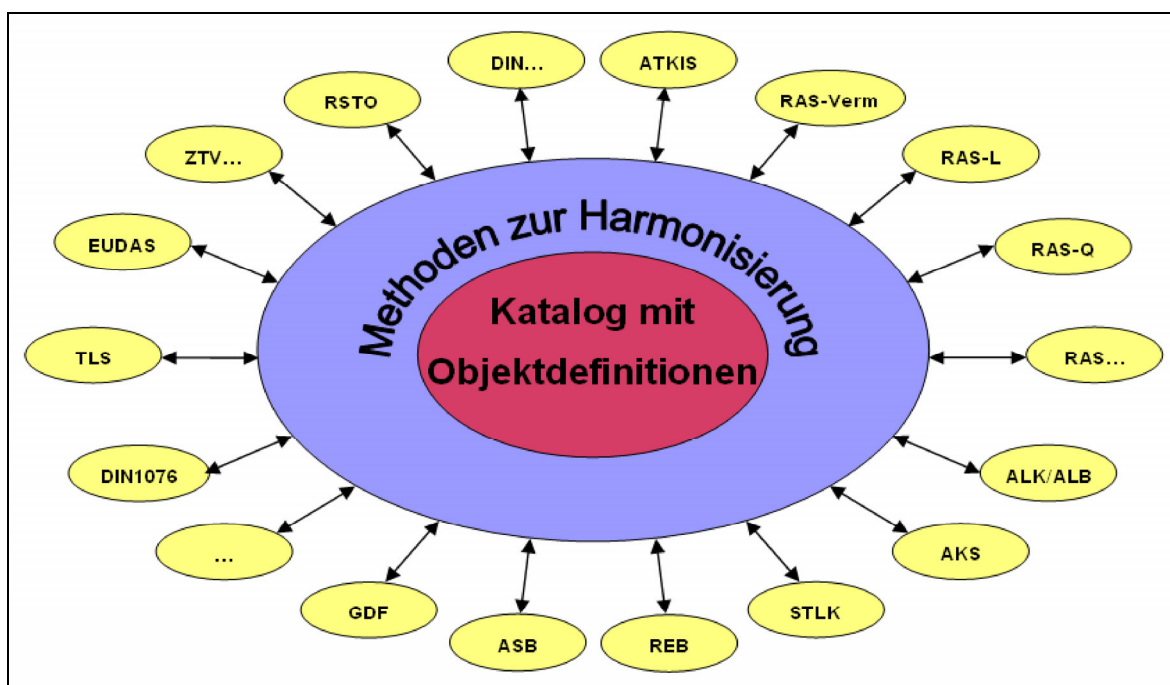 DIN...
ATKIS
RSTO
RAS-Verm
ZTV...
RAS-L
EUDAS
RAS-Q
Methoden zur Harmonisierung
Katalog mit
Objektdefinitionen
TLS
RAS...
DIN1076
ALK/ALB
...
AKS
GDF
STLK
ASB
REB